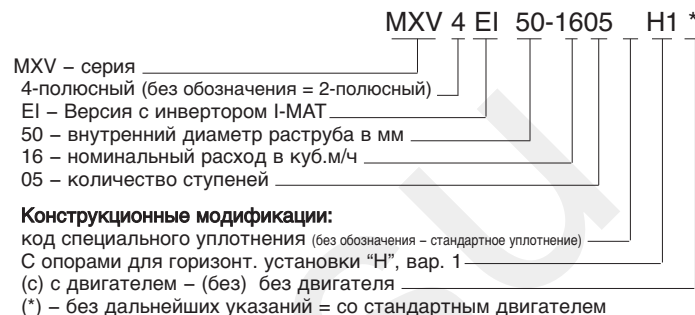 MXV 4 EI 50-1605 H1 *
MXV – серия
4-полюсный (без обозначения = 2-полюсный)
EI – Версия с инвертором I-MAT
50 – внутренний диаметр раструба в мм
16 – номинальный расход в куб.м/ч
05 – количество ступеней
Конструкционные модификации:
код специального уплотнения (без обозначения – стандартное уплотнение)
С опорами для горизонт. установки “H”, вар. 1
(с) с двигателем – (без) без двигателя
(*) – без дальнейших указаний = со стандартным двигателем